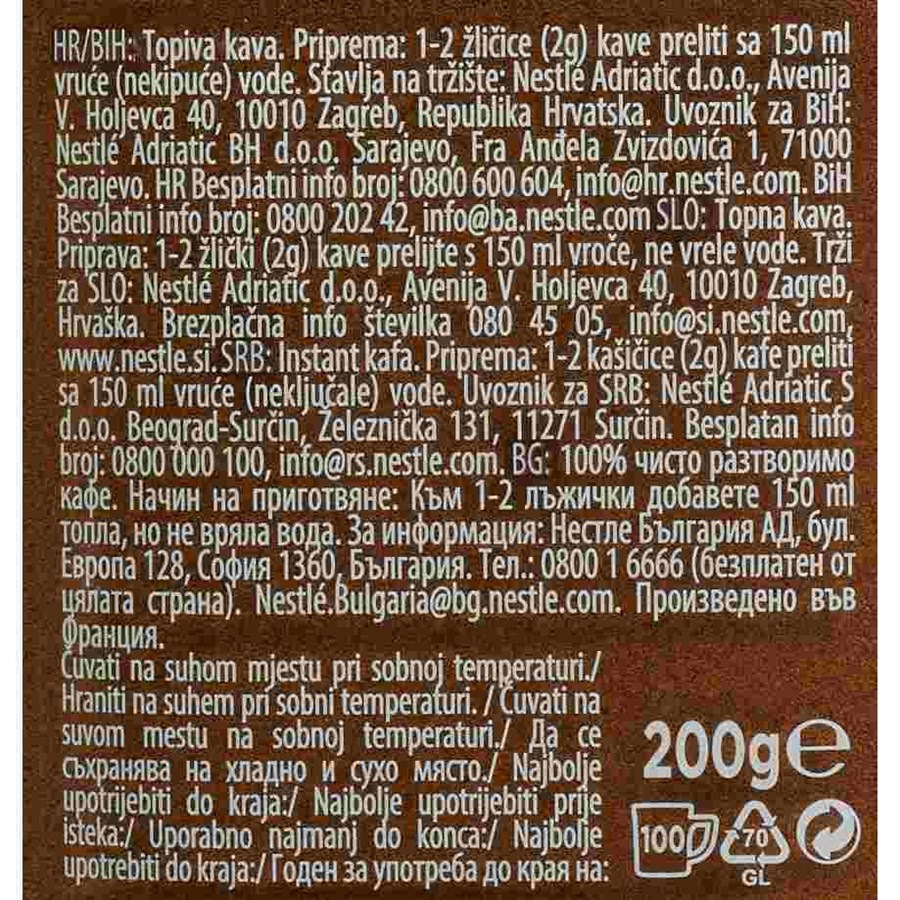 HR/BIH: Topiva kava. Priprema: 1-2 žličice (2g) kave preliti sa 150 ml
vruće (nekipuće) vode. Stavlja na tržište: Nestlé Adriatic d.o.o., Avenija
V. Holjevca 40, 10010 Zagreb, Republika Hrvatska. Uvoznik za BiH:
Nestlé Adriatic BH d.o.o. Sarajevo, Fra Anđela Zvizdovića 1, 71000
Sarajevo. HR Besplatni info broj: 0800 600 604, info@hr.nestle.com. BiH
Besplatni info broj: 0800 202 42, info@ba.nestle.com SLO: Topna kava.
Priprava: 1-2 žlički (2g) kave prelijte s 150 ml vroče, ne vrele vode. Trži
za SLO: Nestlé Adriatic d.o.o., Avenija V. Holjevca 40, 10010 Zagreb,
Hrvaška. Brezplačna info številka 080 45 05, info@si.nestle.com,
www.nestle.si. SRB: Instant kafa. Priprema: 1-2 kašičice (2g) kafe preliti
sa 150 ml vruće (neključale) vode. Uvoznik za SRB: Nestlé Adriatic S
d.o.o. Beograd-Surčin, Železnička 131, 11271 Surčin. Besplatan info
broj: 0800 000 100, info@rs.nestle.com. BG: 100% чисто разтворимо
кафе. Начин на приготвяне: Към 1-2 лъжички добавете 150 ml
топла, но не вряла вода. За информация: Нестле България АД, бул.
Европа 128, София 1360, България. Тел.: 0800 1 6666 (безплатен от
цялата страна). Nestlé.Bulgaria@bg.nestle.com. Произведено във
Франция.
Čuvati na suhom mjestu pri sobnoj temperaturi./
Hraniti na suhem pri sobni temperaturi. / Čuvati na
suvom mestu na sobnoj temperaturi./ Да се
съхранява на хладно и сухо място./ Najbolje
upotrijebiti do kraja:/ Najbolje upotrijebiti prije
isteka:/ Uporabno najmanj do konca:/ Najbolje
upotrebiti do kraja:/ Годен за употреба до края на:
200g℮
100
70
GL